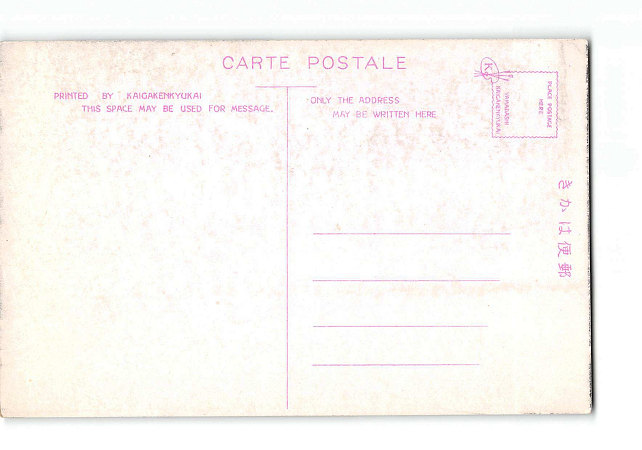 CARTE POSTALE
PRINTED BY KAIGAKENKYUKAI
THIS SPACE MAY BE USED FOR MESSAGE.
ONLY THE ADDRESS
MAY BE WRITTEN HERE
K
PLACE POSTAGE
HERE
KAIGAKENKYUKAI
きかは便郵